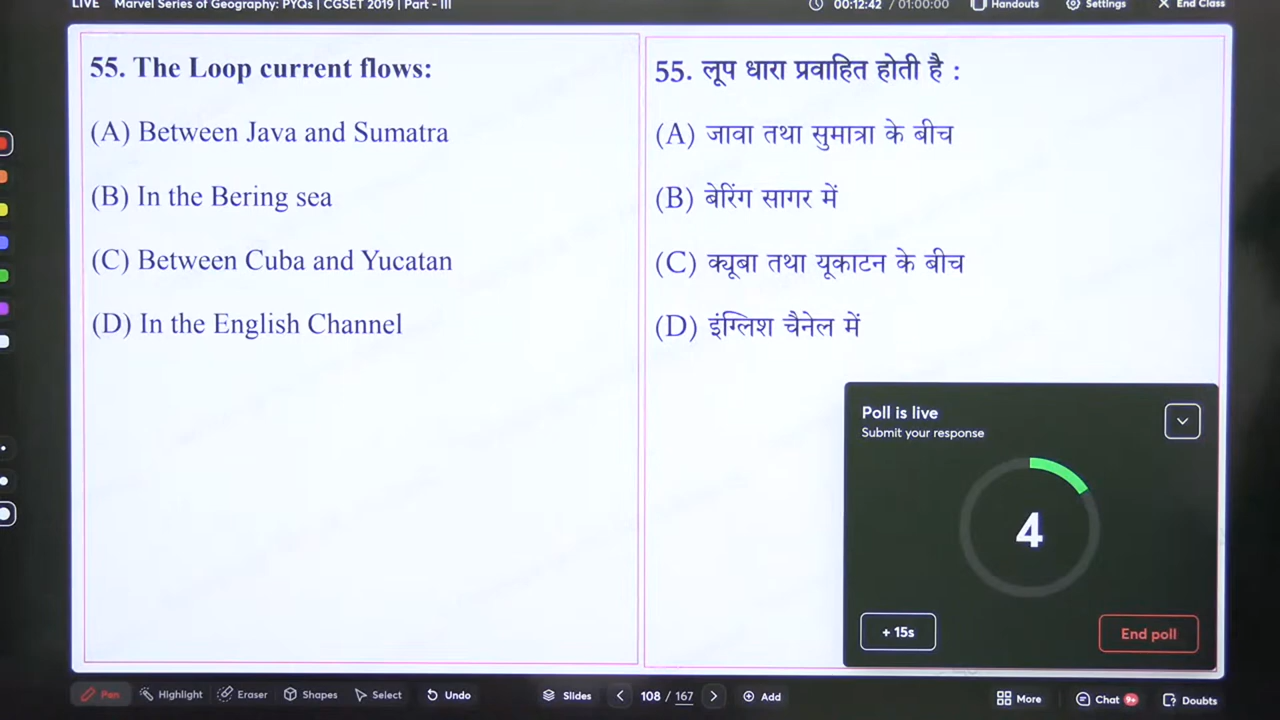 LIVE Marvel Series of Geography: PYQs | CGSET 2019 | Part - III 00:12:42 / 01:00:00 Handouts Settings End Class
55. The Loop current flows:
(A) Between Java and Sumatra
(B) In the Bering sea
(C) Between Cuba and Yucatan
(D) In the English Channel
55. लूप धारा प्रवाहित होती है :
(A) जावा तथा सुमात्रा के बीच
(B) बेरिंग सागर में
(C) क्यूबा तथा यूकाटन के बीच
(D) इंग्लिश चैनेल में
Poll is live
Submit your response
4
+ 15s End poll
Pen Highlight Eraser Shapes Select Undo Slides 108 / 167 Add More Chat 9+ Doubts